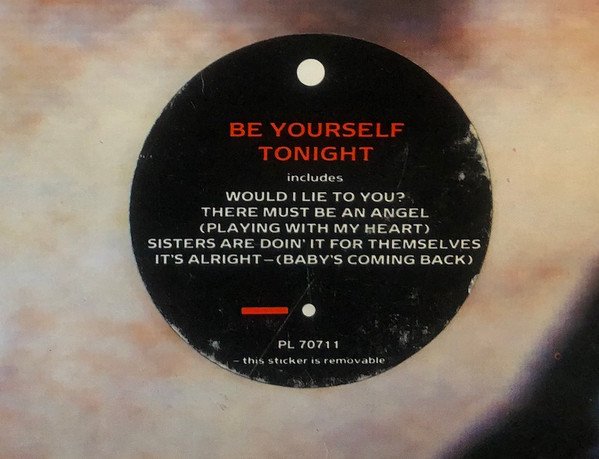 BE YOURSELF
TONIGHT
includes
WOULD I LIE TO YOU?
THERE MUST BE AN ANGEL
(PLAYING WITH MY HEART)
SISTERS ARE DOIN' IT FOR THEMSELVES
IT'S ALRIGHT–(BABY'S COMING BACK)
PL 70711
– this sticker is removable